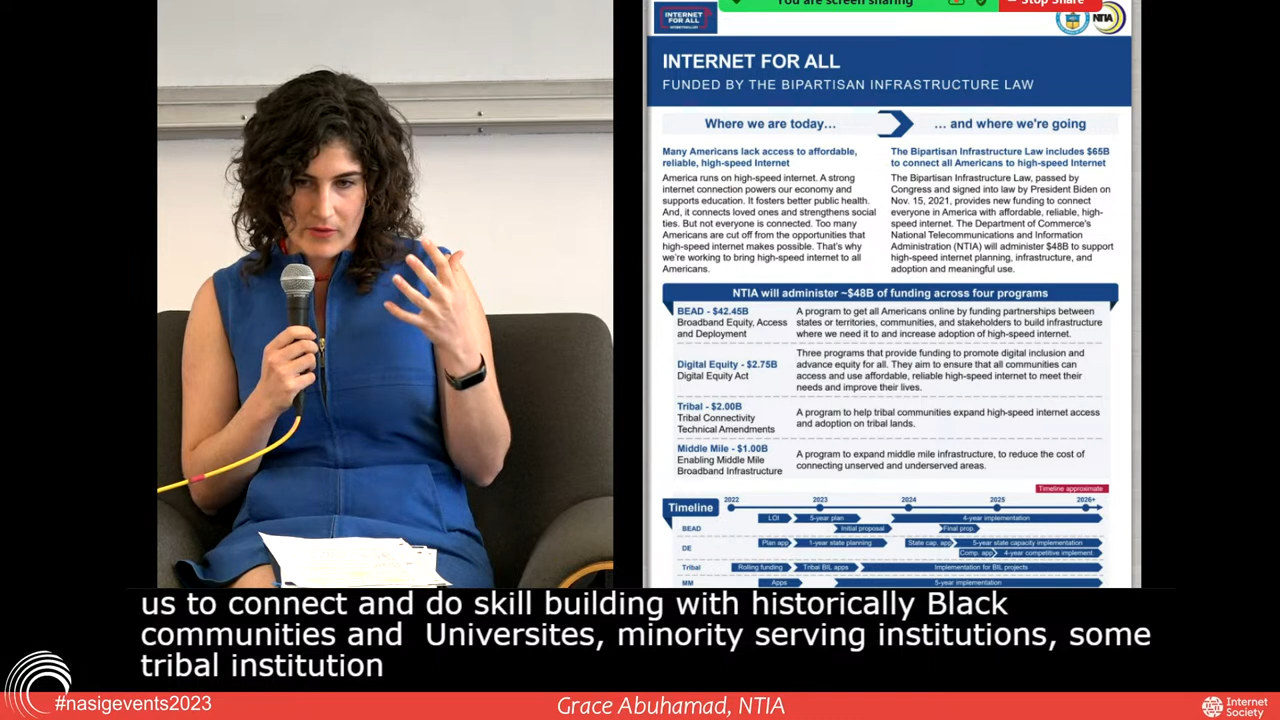 You are screen sharing
Stop Share
INTERNET
FOR ALL
NTIA
INTERNET FOR ALL
FUNDED BY THE BIPARTISAN INFRASTRUCTURE LAW
Where we are today…
… and where we're going
Many Americans lack access to affordable,
reliable, high-speed Internet
America runs on high-speed internet. A strong
internet connection powers our economy and
supports education. It fosters better public health.
And, it connects loved ones and strengthens social
ties. But not everyone is connected. Too many
Americans are cut off from the opportunities that
high-speed internet makes possible. That's why
we're working to bring high-speed internet to all
Americans.
The Bipartisan Infrastructure Law includes $65B
to connect all Americans to high-speed Internet
The Bipartisan Infrastructure Law, passed by
Congress and signed into law by President Biden on
Nov. 15, 2021, provides new funding to connect
everyone in America with affordable, reliable, high-
speed internet. The Department of Commerce's
National Telecommunications and Information
Administration (NTIA) will administer $48B to support
high-speed internet planning, infrastructure, and
adoption and meaningful use.
NTIA will administer ~$48B of funding across four programs
BEAD - $42.45B
Broadband Equity, Access
and Deployment
A program to get all Americans online by funding partnerships between
states or territories, communities, and stakeholders to build infrastructure
where we need it to and increase adoption of high-speed internet.
Digital Equity - $2.75B
Digital Equity Act
Three programs that provide funding to promote digital inclusion and
advance equity for all. They aim to ensure that all communities can
access and use affordable, reliable high-speed internet to meet their
needs and improve their lives.
Tribal - $2.00B
Tribal Connectivity
Technical Amendments
A program to help tribal communities expand high-speed internet access
and adoption on tribal lands.
Middle Mile - $1.00B
Enabling Middle Mile
Broadband Infrastructure
A program to expand middle mile infrastructure, to reduce the cost of
connecting unserved and underserved areas.
Timeline approximate
Timeline
2022 2023 2024 2025 2026+
BEAD
LOI 5-year plan 4-year implementation
Initial proposal Final prop.
DE
Plan app 1-year state planning State cap. app 5-year state capacity implementation
Comp. app 4-year competitive implement.
Tribal Rolling funding Tribal BIL apps Implementation for BIL projects
MM Apps 5-year implementation
us to connect and do skill building with historically Black
communities and  Universites, minority serving institutions, some
tribal institution
#nasigevents2023
Grace Abuhamad, NTIA
Internet
Society